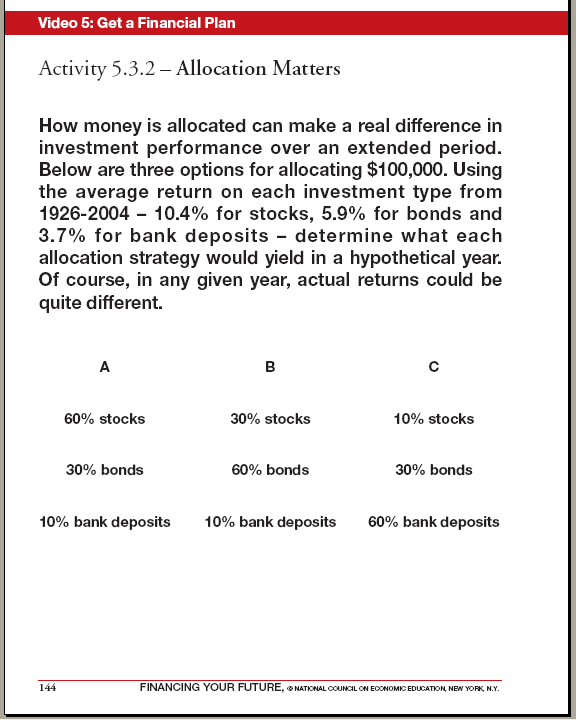 Video 5: Get a Financial Plan
Activity 5.3.2 – Allocation Matters
How money is allocated can make a real difference in
investment performance over an extended period.
Below are three options for allocating $100,000. Using
the average return on each investment type from
1926-2004 – 10.4% for stocks, 5.9% for bonds and
3.7% for bank deposits – determine what each
allocation strategy would yield in a hypothetical year.
Of course, in any given year, actual returns could be
quite different.
A B C
60% stocks 30% stocks 10% stocks
30% bonds 60% bonds 30% bonds
10% bank deposits 10% bank deposits 60% bank deposits
144 FINANCING YOUR FUTURE, © NATIONAL COUNCIL ON ECONOMIC EDUCATION, NEW YORK, N.Y.